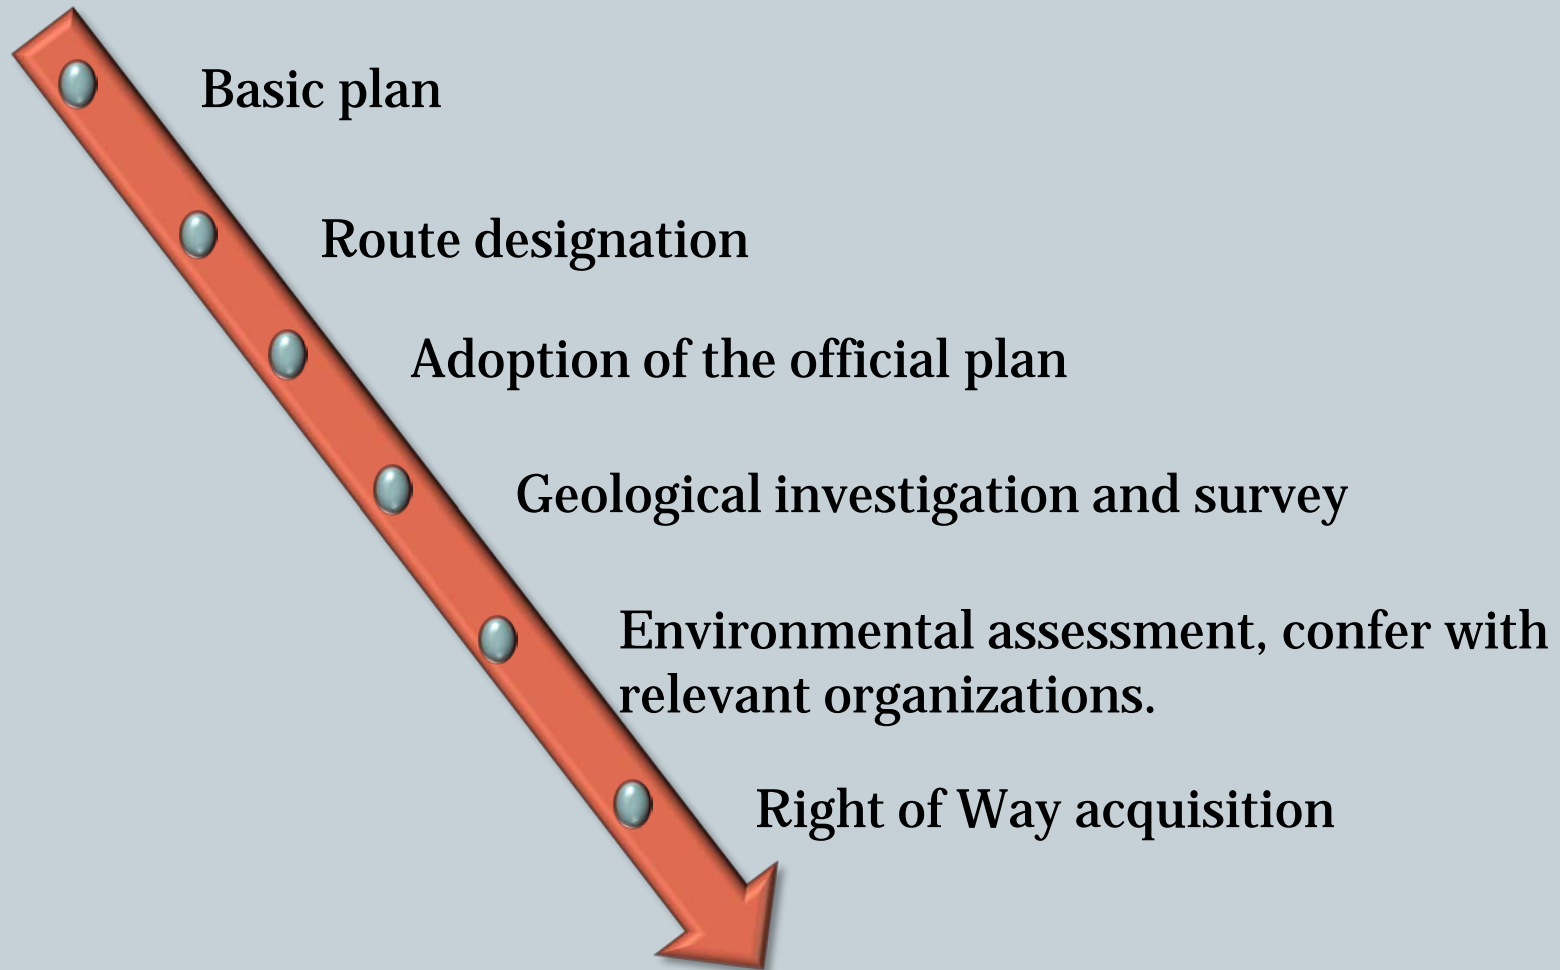 Basic plan
Route designation
Adoption of the official plan
Geological investigation and survey
Environmental assessment, confer with
relevant organizations.
Right of Way acquisition